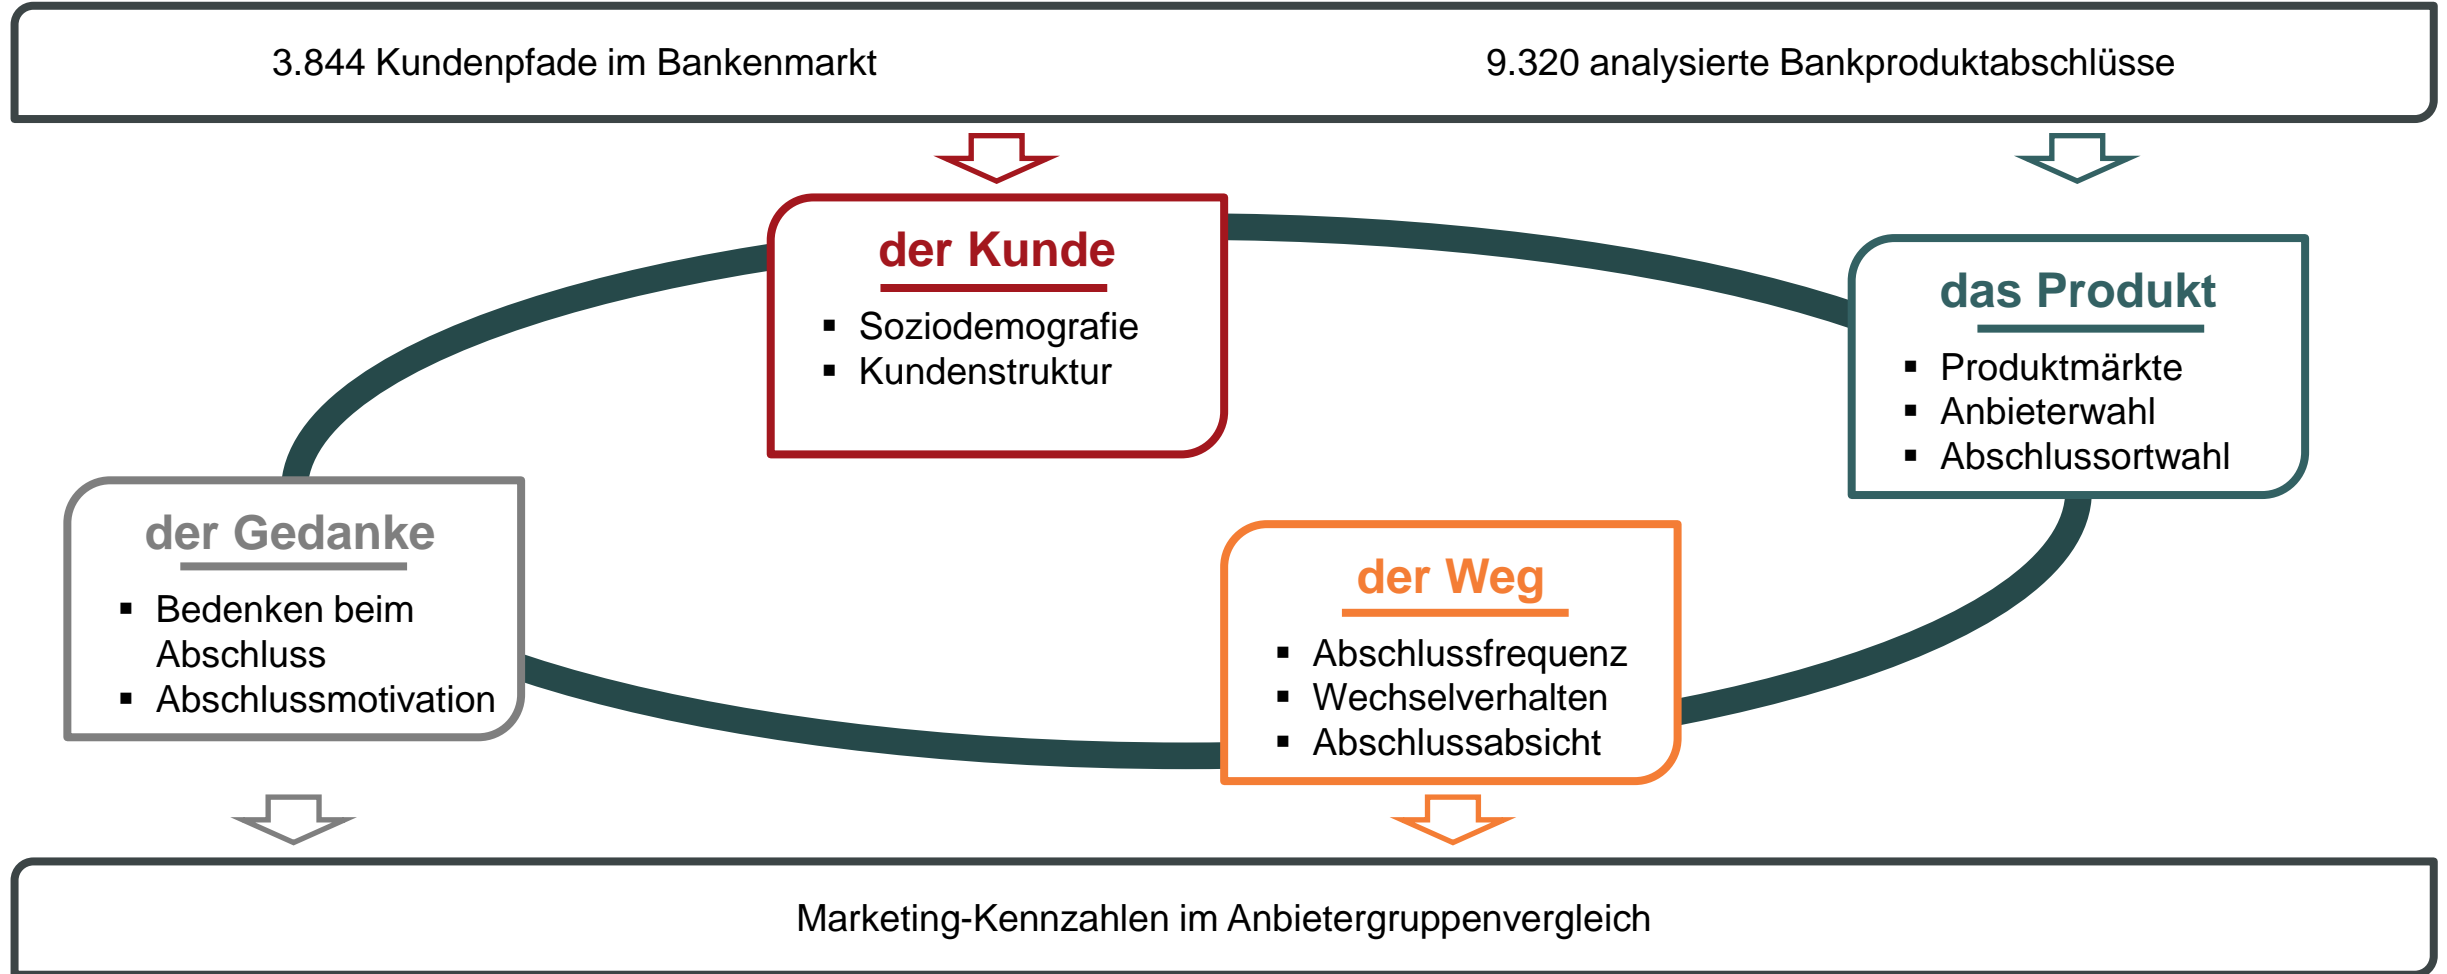 3.844 Kundenpfade im Bankenmarkt
9.320 analysierte Bankproduktabschlüsse
der Kunde
▪ Soziodemografie
▪ Kundenstruktur
das Produkt
▪ Produktmärkte
▪ Anbieterwahl
▪ Abschlussortwahl
der Gedanke
▪ Bedenken beim
Abschluss
▪ Abschlussmotivation
der Weg
▪ Abschlussfrequenz
▪ Wechselverhalten
▪ Abschlussabsicht
Marketing-Kennzahlen im Anbietergruppenvergleich